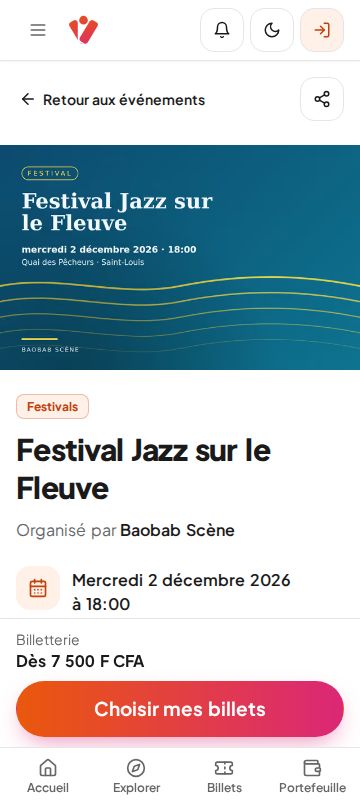 Retour aux événements
FESTIVAL
Festival Jazz sur
le Fleuve
mercredi 2 décembre 2026 · 18:00
Quai des Pêcheurs · Saint-Louis
BAOBAB SCÈNE
Festivals
Festival Jazz sur le
Fleuve
Organisé par Baobab Scène
Mercredi 2 décembre 2026
à 18:00
Billetterie
Dès 7 500 F CFA
Choisir mes billets
Accueil
Explorer
Billets
Portefeuille